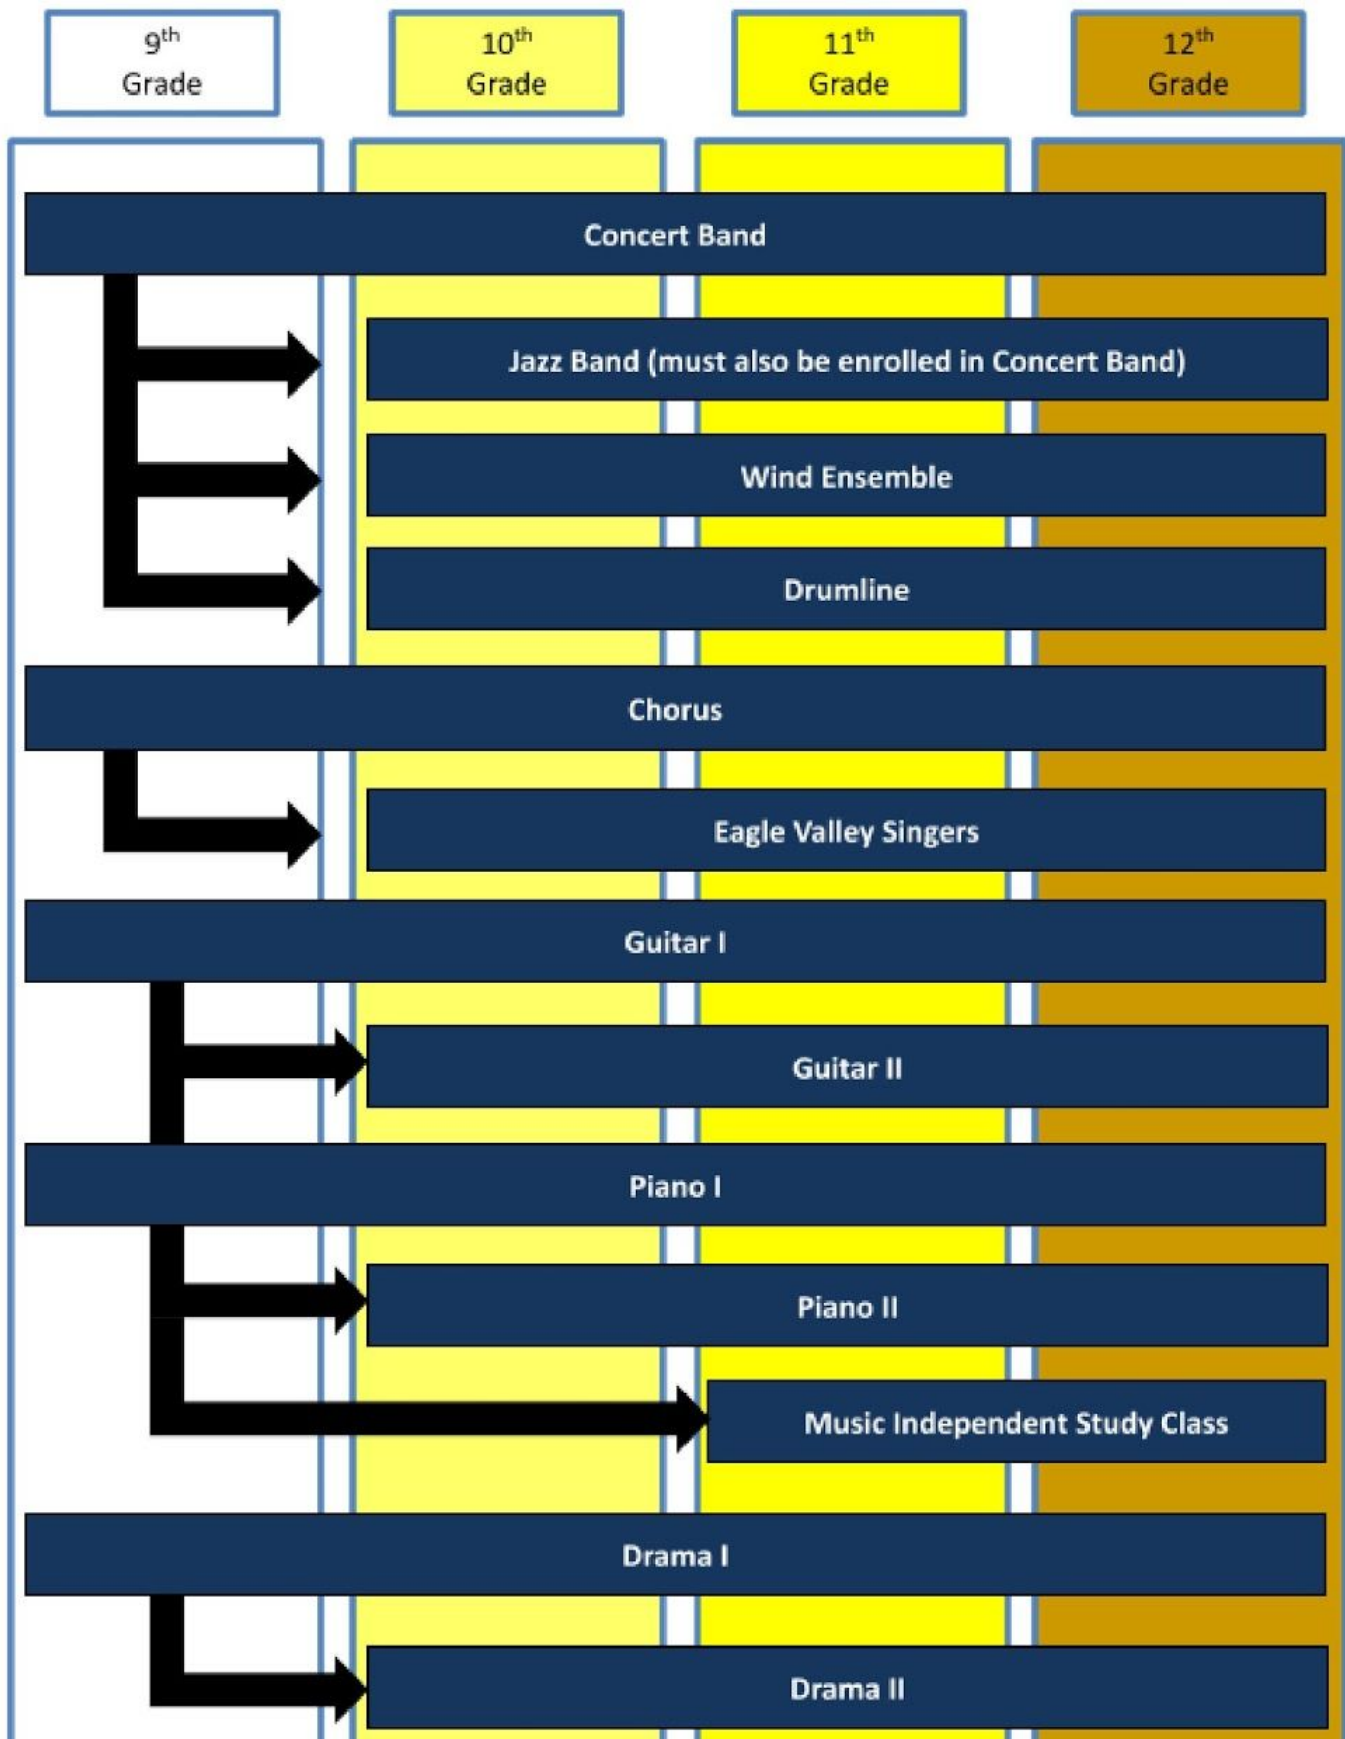 9th
Grade
10th
Grade
11th
Grade
12th
Grade
Concert Band
Jazz Band (must also be enrolled in Concert Band)
Wind Ensemble
Drumline
Chorus
Eagle Valley Singers
Guitar I
Guitar II
Piano I
Piano II
Music Independent Study Class
Drama I
Drama II